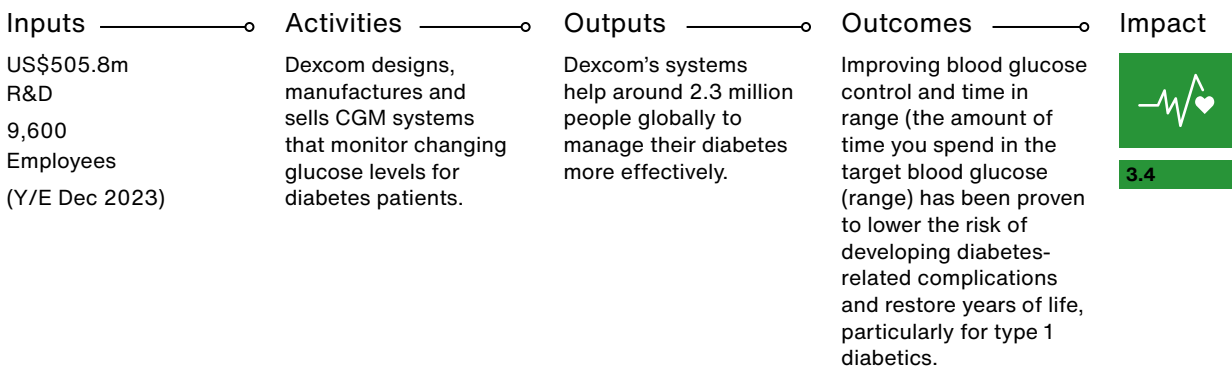 Inputs
US$505.8m
R&D
9,600
Employees
(Y/E Dec 2023)
Activities
Dexcom designs,
manufactures and
sells CGM systems
that monitor changing
glucose levels for
diabetes patients.
Outputs
Dexcom’s systems
help around 2.3 million
people globally to
manage their diabetes
more effectively.
Outcomes
Improving blood glucose
control and time in
range (the amount of
time you spend in the
target blood glucose
(range) has been proven
to lower the risk of
developing diabetes-
related complications
and restore years of life,
particularly for type 1
diabetics.
Impact
3.4